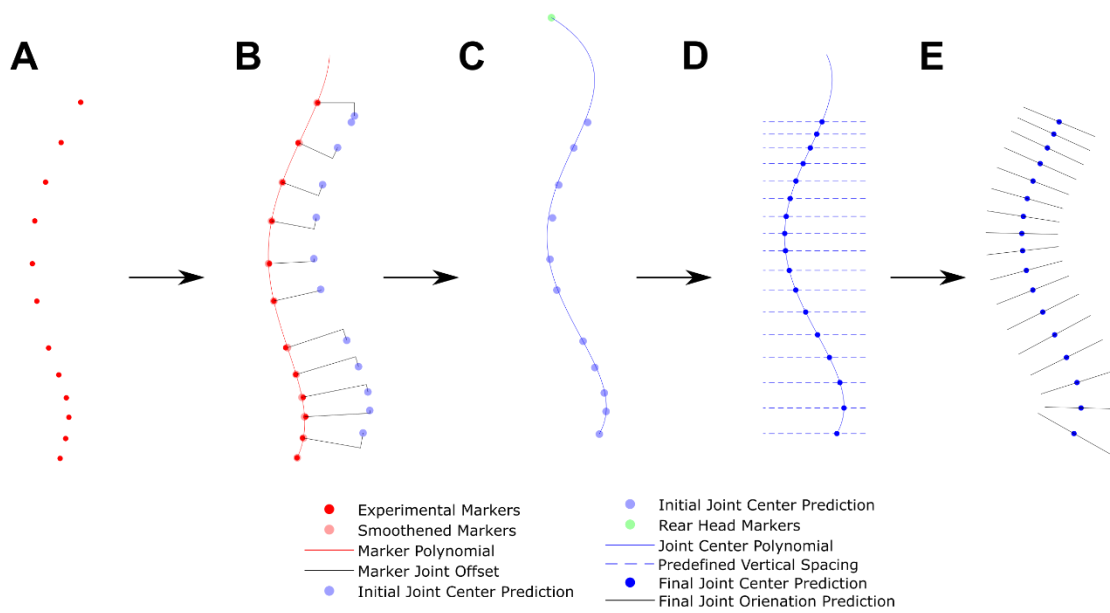 A
B
C
D
E
Experimental Markers
Smoothened Markers
Marker Polynomial
Marker Joint Offset
Initial Joint Center Prediction
Initial Joint Center Prediction
Rear Head Markers
Joint Center Polynomial
Predefined Vertical Spacing
Final Joint Center Prediction
Final Joint Orienation Prediction